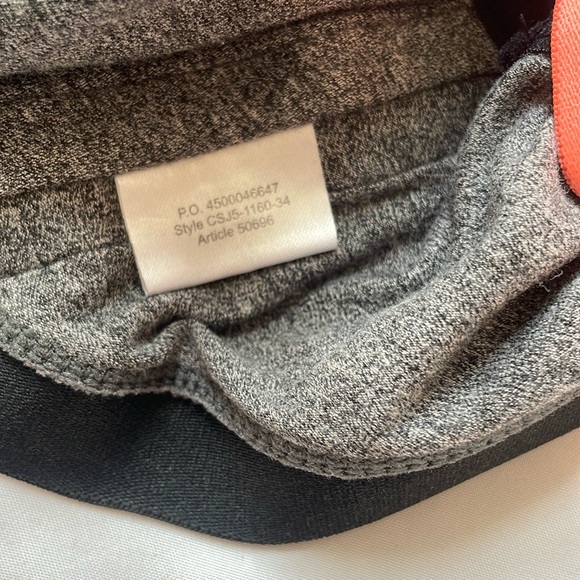 P.O. 4500046647
Style CSJ5-1160-34
Article 50696